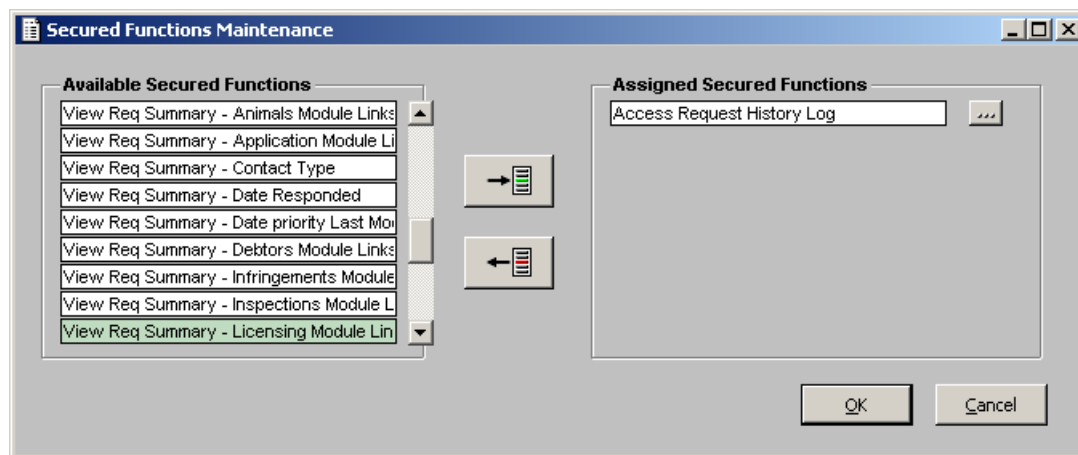 Secured Functions Maintenance
Available Secured Functions
View Req Summary - Animals Module Links
View Req Summary - Application Module Li
View Req Summary - Contact Type
View Req Summary - Date Responded
View Req Summary - Date priority Last Mo
View Req Summary - Debtors Module Links
View Req Summary - Infringements Module
View Req Summary - Inspections Module L
View Req Summary - Licensing Module Lin
Assigned Secured Functions
Access Request History Log
...
OK
Cancel